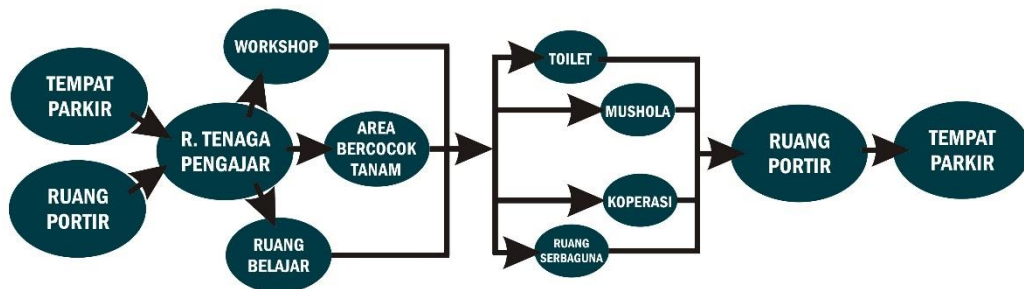 TEMPAT
PARKIR
RUANG
PORTIR
R. TENAGA
PENGAJAR
WORKSHOP
AREA
BERCOCOK
TANAM
RUANG
BELAJAR
TOILET
MUSHOLA
KOPERASI
RUANG
SERBAGUNA
RUANG
PORTIR
TEMPAT
PARKIR